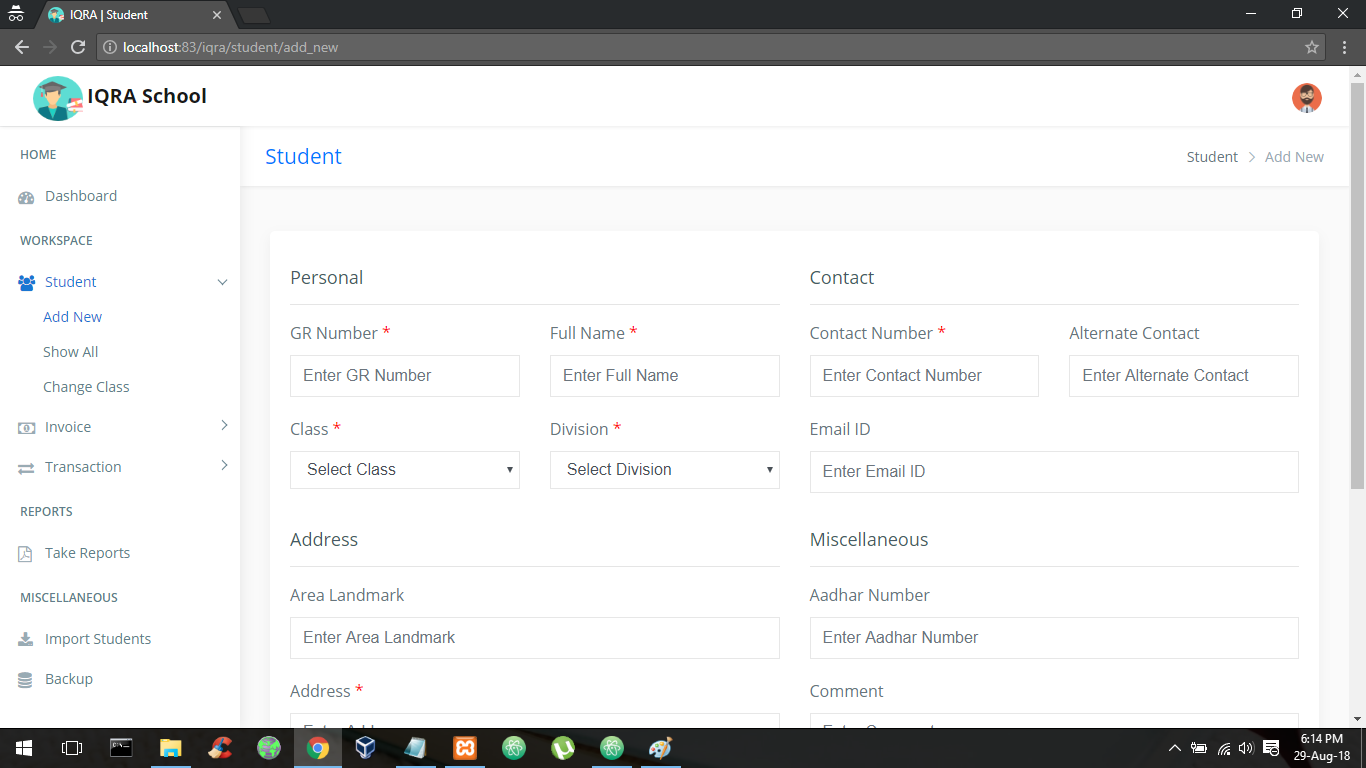 IQRA | Student
localhost:83/iqra/student/add_new
IQRA School
HOME
Dashboard
WORKSPACE
Student
Add New
Show All
Change Class
Invoice
Transaction
REPORTS
Take Reports
MISCELLANEOUS
Import Students
Backup
Student
Student > Add New
Personal
GR Number * Full Name *
Enter GR Number Enter Full Name
Class * Division *
Select Class Select Division
Contact
Contact Number * Alternate Contact
Enter Contact Number Enter Alternate Contact
Email ID
Enter Email ID
Address
Area Landmark
Enter Area Landmark
Address *
Miscellaneous
Aadhar Number
Enter Aadhar Number
Comment
6:14 PM
29-Aug-18